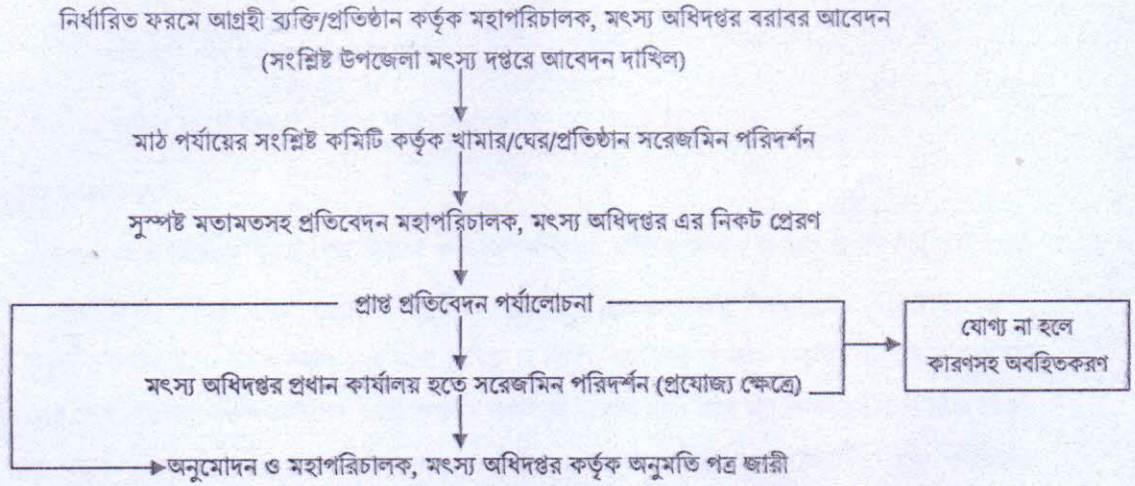 নির্ধারিত ফরমে আগ্রহী ব্যক্তি/প্রতিষ্ঠান কর্তৃক মহাপরিচালক, মৎস্য অধিদপ্তর বরাবর আবেদন
(সংশ্লিষ্ট উপজেলা মৎস্য দপ্তরে আবেদন দাখিল)
মাঠ পর্যায়ের সংশ্লিষ্ট কমিটি কর্তৃক খামার/ঘের/প্রতিষ্ঠান সরেজমিন পরিদর্শন
সুস্পষ্ট মতামতসহ প্রতিবেদন মহাপরিচালক, মৎস্য অধিদপ্তর এর নিকট প্রেরণ
প্রাপ্ত প্রতিবেদন পর্যালোচনা
যোগ্য না হলে
কারণসহ অবহিতকরণ
মৎস্য অধিদপ্তর প্রধান কার্যালয় হতে সরেজমিন পরিদর্শন (প্রযোজ্য ক্ষেত্রে)
অনুমোদন ও মহাপরিচালক, মৎস্য অধিদপ্তর কর্তৃক অনুমতি পত্র জারী